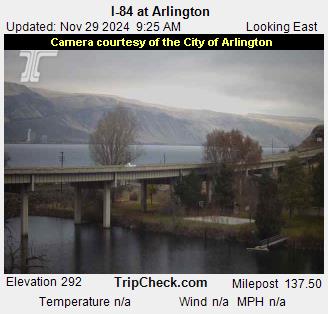 I-84 at Arlington
Updated: Nov 29 2024 9:25 AM Looking East
Camera courtesy of the City of Arlington
Elevation 292 TripCheck.com Milepost 137.50
Temperature n/a Wind n/a MPH n/a